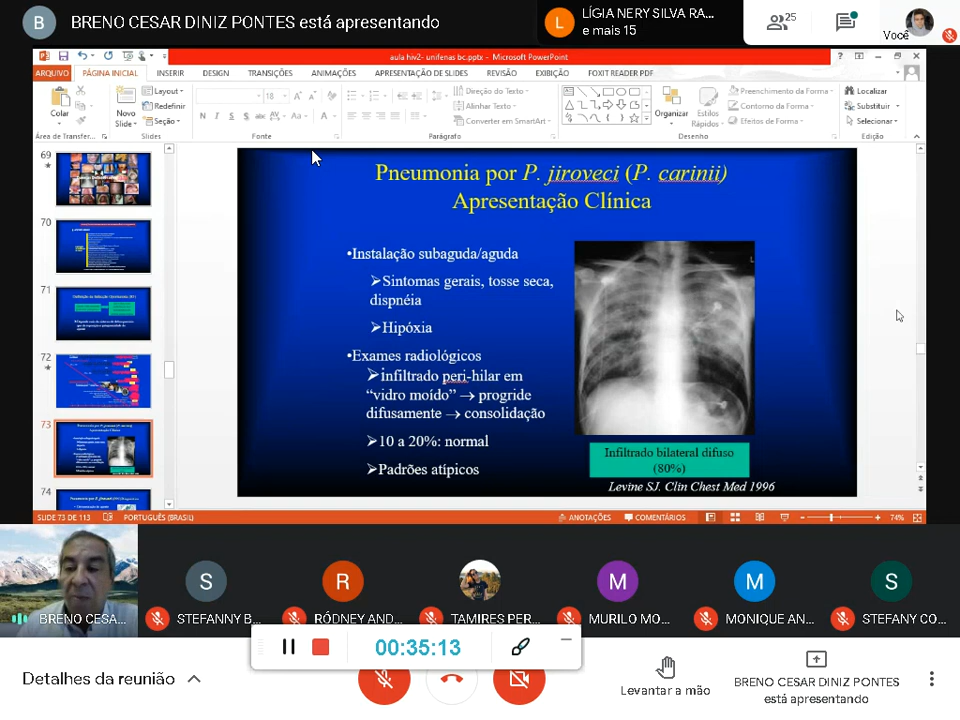 B
BRENO CESAR DINIZ PONTES está apresentando
L
LÍGIA NERY SILVA RA...
e mais 15
25
Você
aula hiv2- unifenas bc.pptx - Microsoft PowerPoint
ARQUIVO PÁGINA INICIAL INSERIR DESIGN TRANSIÇÕES ANIMAÇÕES APRESENTAÇÃO DE SLIDES REVISÃO EXIBIÇÃO FOXIT READER PDF
Colar
Novo
Slide
Layout
Redefinir
Seção
18
N I S S abc AV Aa A
Direção do Texto
Alinhar Texto
Converter em SmartArt
Organizar
Estilos
Rápidos
Preenchimento da Forma
Contorno da Forma
Efeitos de Forma
Localizar
Substituir
Selecionar
Área de Transfer... Slides Fonte Parágrafo Desenho Edição
69
70
71
72
73
74
Pneumonia por P. jiroveci (P. carinii)
Apresentação Clínica
•Instalação subaguda/aguda
➢Sintomas gerais, tosse seca,
dispnéia
➢Hipóxia
•Exames radiológicos
➢Infiltrado peri-hilar em
“vidro moído” → progride
difusamente → consolidação
➢10 a 20%: normal
➢Padrões atípicos
L
Infiltrado bilateral difuso
(80%)
Levine SJ. Clin Chest Med 1996
SLIDE 73 DE 113 PORTUGUÊS (BRASIL) ANOTAÇÕES COMENTÁRIOS 74%
S
R
M
M
S
BRENO CESA... STEFANNY B... RODNEY AND... TAMIRES PER... MURILO MO... MONIQUE AN... STEFANY CO...
00:35:13
Detalhes da reunião
Levantar a mão
BRENO CESAR DINIZ PONTES
está apresentando